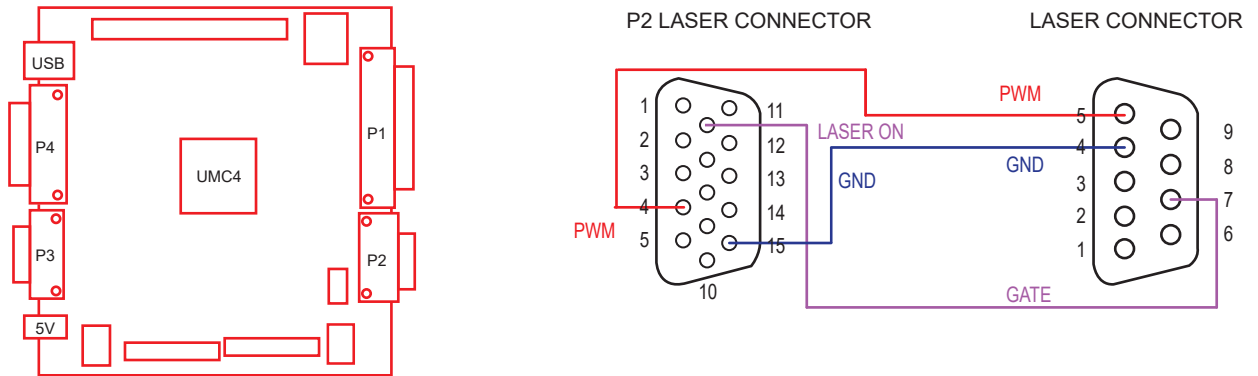 USB
P4
P3
5V
UMC4
P1
P2
P2 LASER CONNECTOR
1
2
3
4
5
11
12
13
14
15
10
PWM
LASER ON
GND
PWM
GND
GATE
LASER CONNECTOR
5
4
3
2
1
9
8
7
6